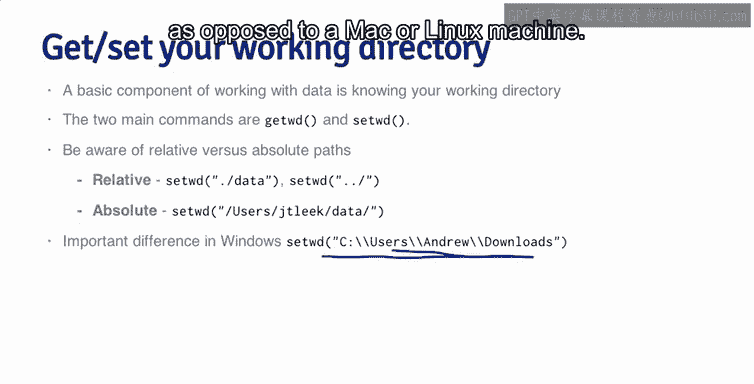 as opposed to a Mac or Linux machine.
Get/set your working directory
· A basic component of working with data is knowing your working directory
· The two main commands are getwd() and setwd().
· Be aware of relative versus absolute paths
- Relative - setwd("./data"), setwd("../")
- Absolute - setwd("/Users/jtleek/data/")
· Important difference in Windows setwd("C:\\Users\\Andrew\\Downloads")